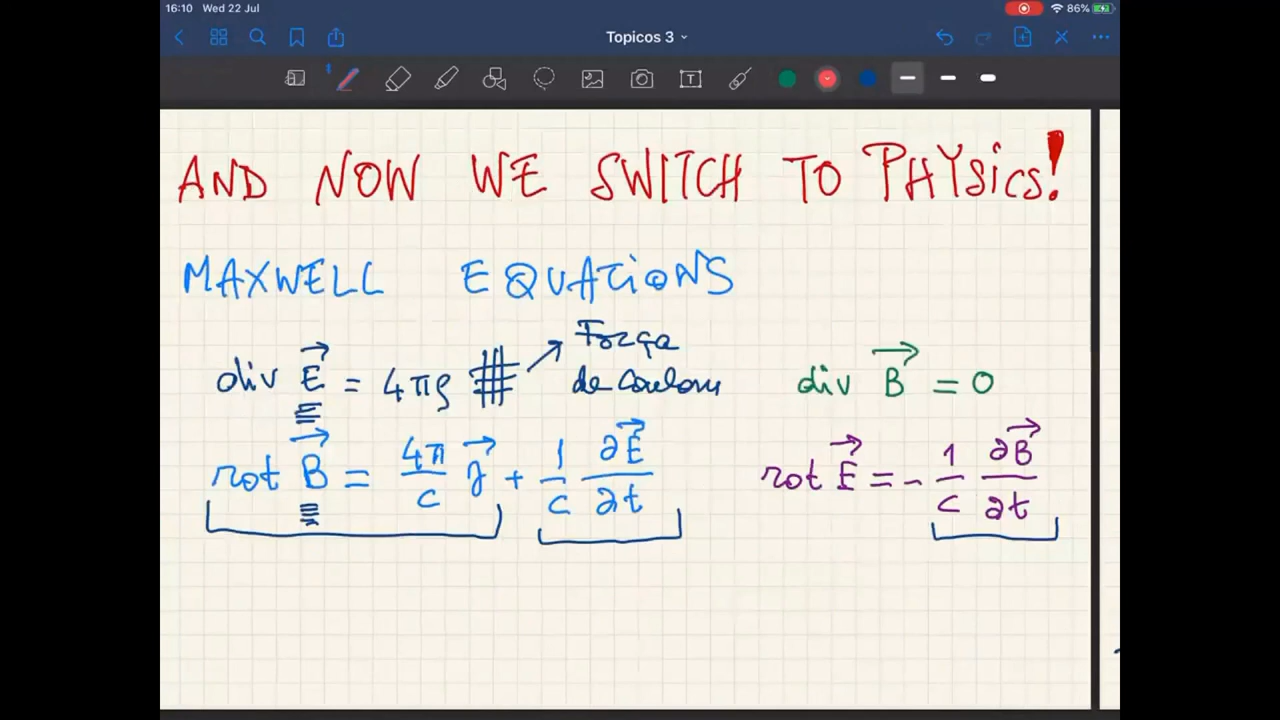 16:10 Wed 22 Jul 86%
Topicos 3
T
AND NOW WE SWITCH TO PHYSICS!
MAXWELL EQUATIONS
div E⃗ = 4πρ # → Força de Coulomb
div B⃗ = 0
rot B⃗ = 4π/c J⃗ + 1/c ∂E⃗/∂t
rot E⃗ = - 1/c ∂B⃗/∂t